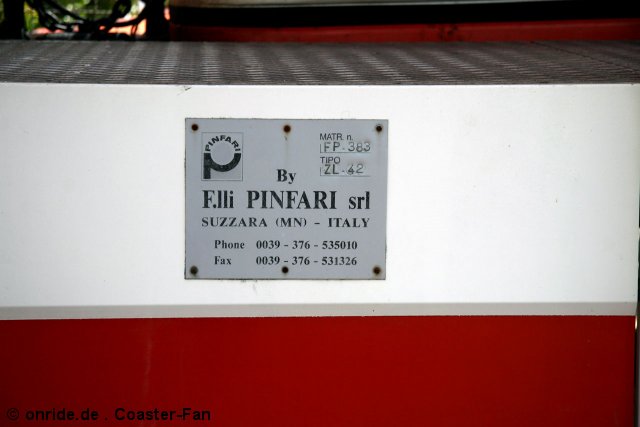 PINFARI
MATR. n.
FP-383
TIPO
ZL-42
By
F.lli PINFARI srl
SUZZARA (MN) - ITALY
Phone 0039 - 376 - 535010
Fax 0039 - 376 - 531326
© onride.de . Coaster-Fan